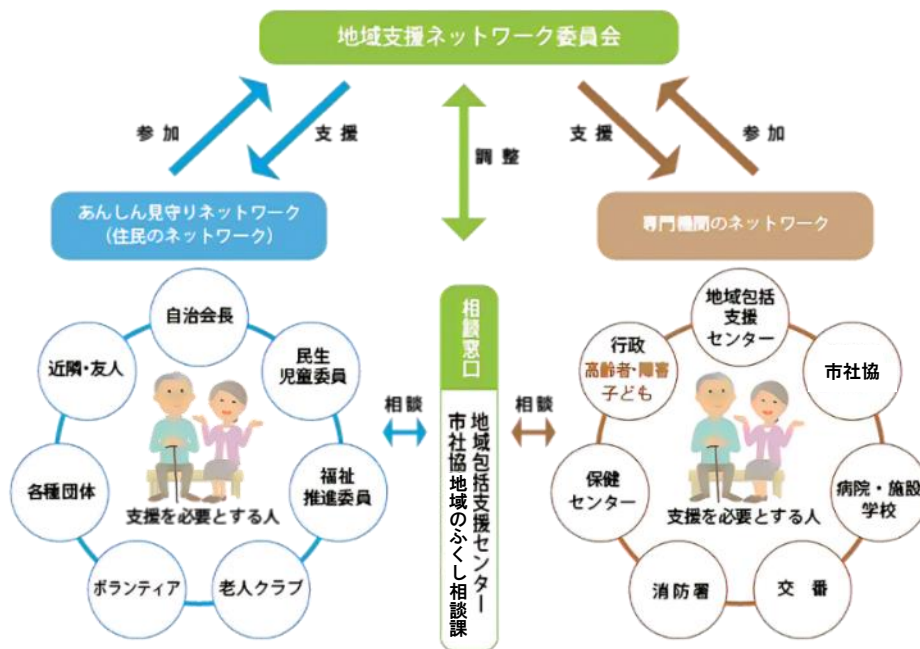 地域支援ネットワーク委員会
参加
支援
調整
支援
参加
あんしん見守りネットワーク
(住民のネットワーク)
専門機関のネットワーク
自治会長
民生
児童委員
福祉
推進委員
老人クラブ
ボランティア
各種団体
近隣・友人
支援を必要とする人
相談
相談窓口
地域包括支援センター
市社協 地域のふくし相談課
相談
地域包括
支援
センター
市社協
病院・施設
学校
交番
消防署
保健
センター
行政
高齢者・障害
子ども
支援を必要とする人